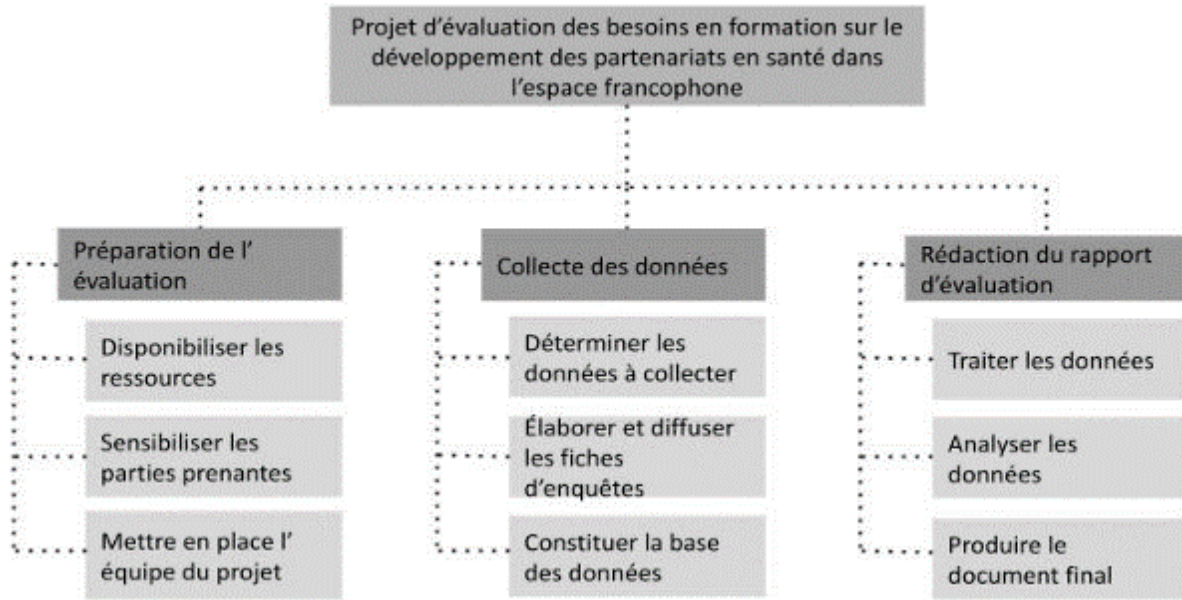 Projet d'évaluation des besoins en formation sur le
développement des partenariats en santé dans
l'espace francophone
Préparation de l'
évaluation
Disponibiliser les
ressources
Sensibiliser les
parties prenantes
Mettre en place l'
équipe du projet
Collecte des données
Déterminer les
données à collecter
Élaborer et diffuser
les fiches
d'enquêtes
Constituer la base
des données
Rédaction du rapport
d'évaluation
Traiter les données
Analyser les
données
Produire le
document final